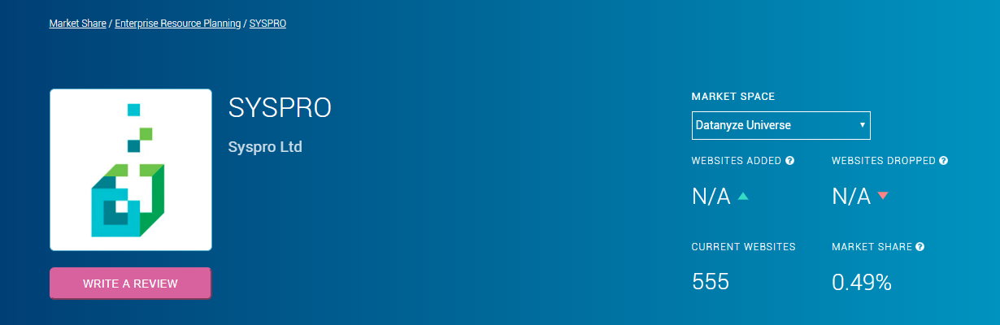 Market Share / Enterprise Resource Planning / SYSPRO
SYSPRO
Syspro Ltd
WRITE A REVIEW
MARKET SPACE
Datanyze Universe
WEBSITES ADDED ? WEBSITES DROPPED ?
N/A N/A
CURRENT WEBSITES MARKET SHARE ?
555 0.49%